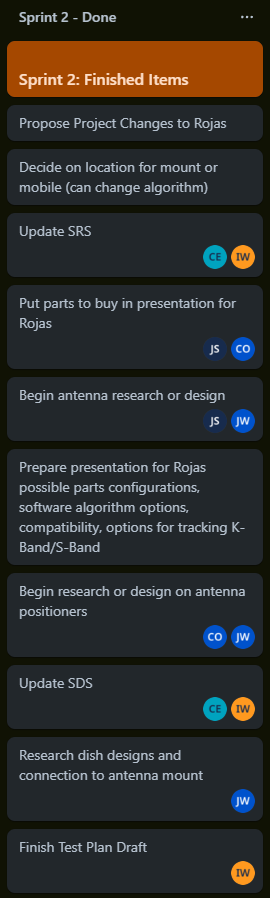 Sprint 2 - Done
Sprint 2: Finished Items
Propose Project Changes to Rojas
Decide on location for mount or
mobile (can change algorithm)
Update SRS
CE IW
Put parts to buy in presentation for
Rojas
JS CO
Begin antenna research or design
JS JW
Prepare presentation for Rojas
possible parts configurations,
software algorithm options,
compatibility, options for tracking K-
Band/S-Band
Begin research or design on antenna
positioners
CO JW
Update SDS
CE IW
Research dish designs and
connection to antenna mount
JW
Finish Test Plan Draft
IW